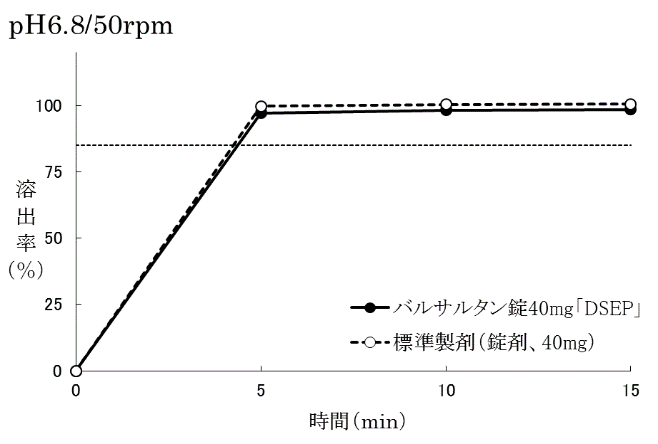 pH6.8/50rpm
100
75
50
25
0
溶出率(%)
0 5 10 15
時間(min)
バルサルタン錠40mg「DSEP」
標準製剤(錠剤、40mg)